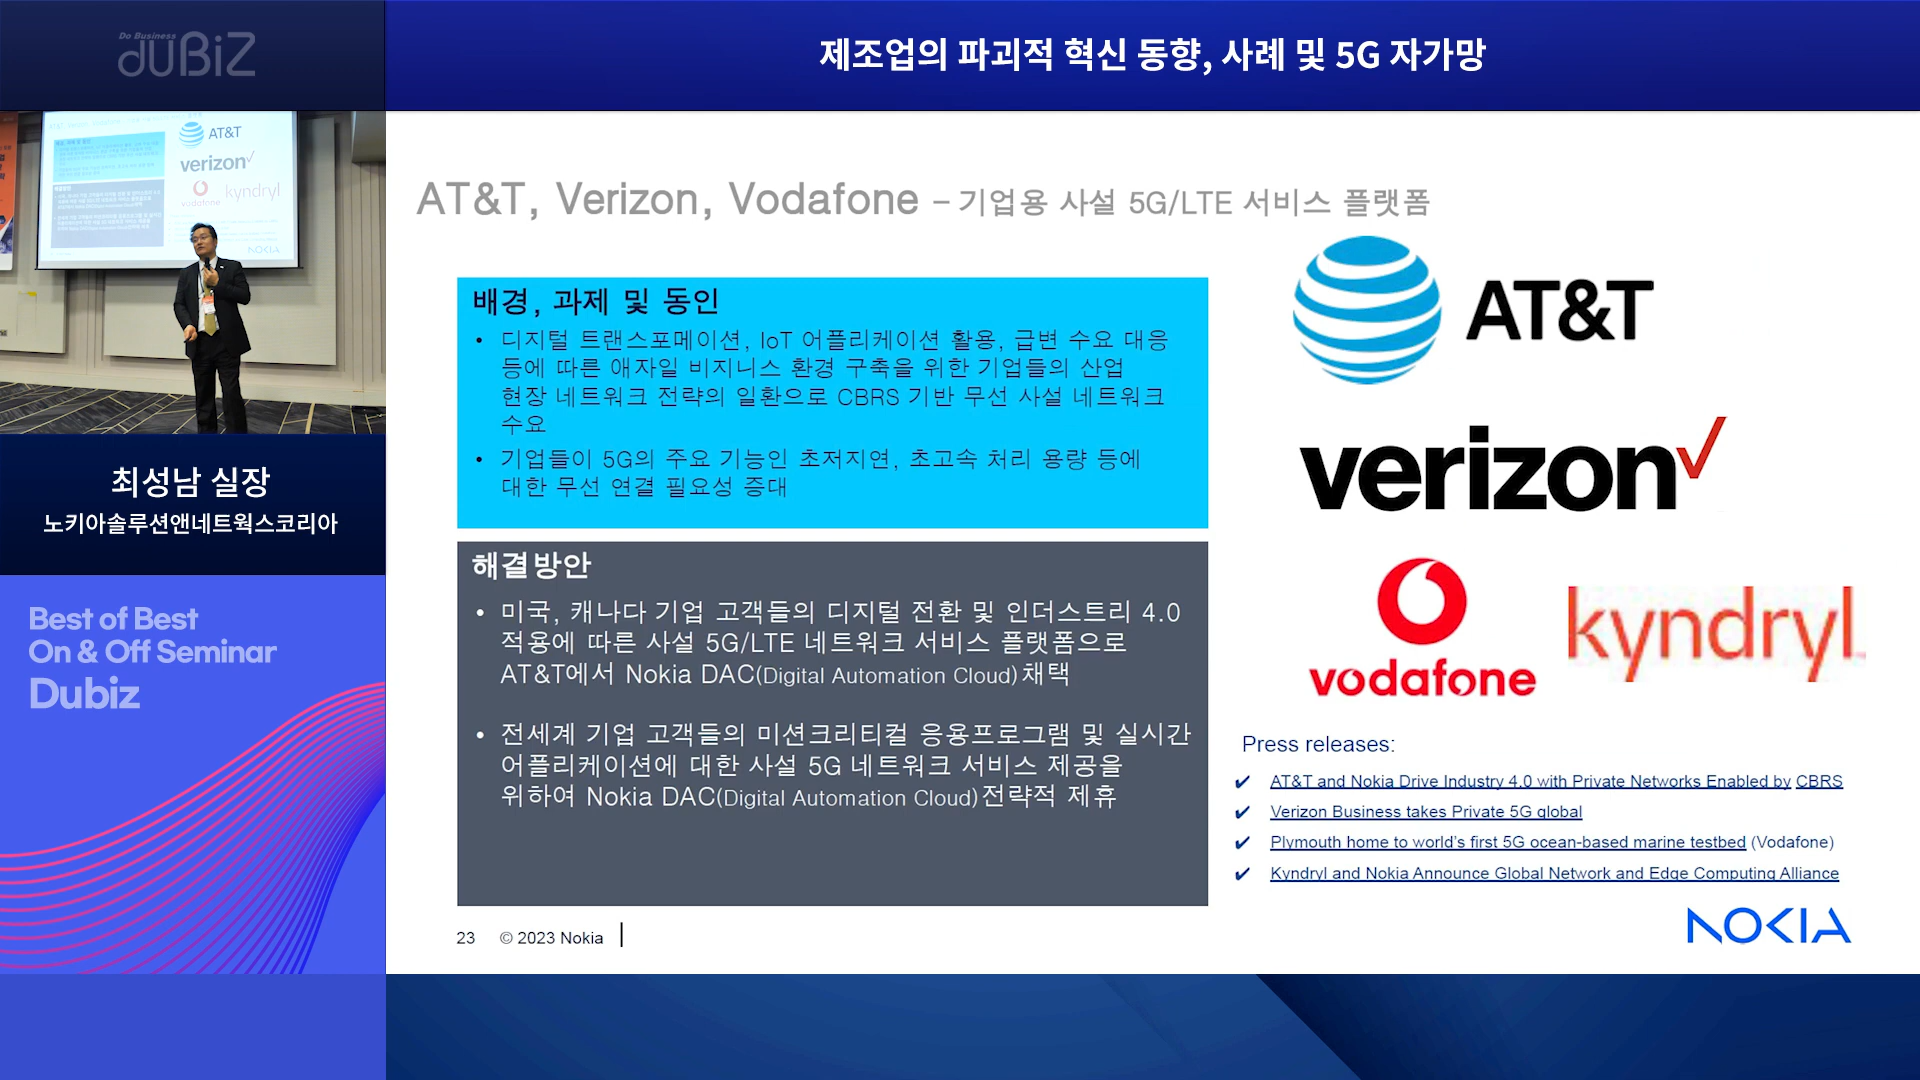 Do Business
duBiZ
제조업의 파괴적 혁신 동향, 사례 및 5G 자가망
AT&T
verizon
vodafone
kyndryl
NOKIA
최성남 실장
노키아솔루션앤네트웍스코리아
Best of Best
On & Off Seminar
Dubiz
AT&T, Verizon, Vodafone – 기업용 사설 5G/LTE 서비스 플랫폼
배경, 과제 및 동인
• 디지털 트랜스포메이션, IoT 어플리케이션 활용, 급변 수요 대응
등에 따른 애자일 비지니스 환경 구축을 위한 기업들의 산업
현장 네트워크 전략의 일환으로 CBRS 기반 무선 사설 네트워크
수요
• 기업들이 5G의 주요 기능인 초저지연, 초고속 처리 용량 등에
대한 무선 연결 필요성 증대
해결방안
• 미국, 캐나다 기업 고객들의 디지털 전환 및 인더스트리 4.0
적용에 따른 사설 5G/LTE 네트워크 서비스 플랫폼으로
AT&T에서 Nokia DAC(Digital Automation Cloud)채택
• 전세계 기업 고객들의 미션크리티컬 응용프로그램 및 실시간
어플리케이션에 대한 사설 5G 네트워크 서비스 제공을
위하여 Nokia DAC(Digital Automation Cloud)전략적 제휴
AT&T
verizon
vodafone
kyndryl
Press releases:
✔ AT&T and Nokia Drive Industry 4.0 with Private Networks Enabled by CBRS
✔ Verizon Business takes Private 5G global
✔ Plymouth home to world's first 5G ocean-based marine testbed (Vodafone)
✔ Kyndryl and Nokia Announce Global Network and Edge Computing Alliance
23 © 2023 Nokia
NOKIA